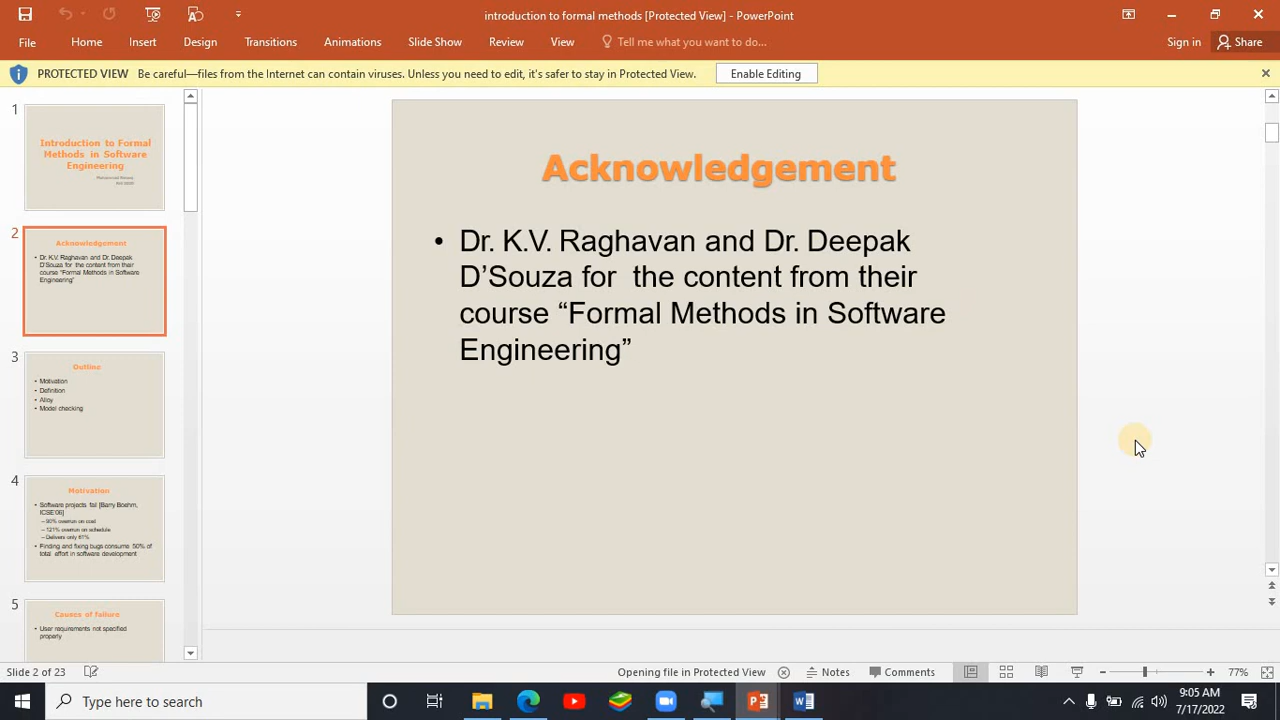 introduction to formal methods [Protected View] - PowerPoint
File Home Insert Design Transitions Animations Slide Show Review View Tell me what you want to do... Sign in Share
PROTECTED VIEW Be careful—files from the Internet can contain viruses. Unless you need to edit, it's safer to stay in Protected View. Enable Editing
1
Introduction to Formal
Methods in Software
Engineering
2
Acknowledgement
• Dr. K.V. Raghavan and Dr. Deepak
D'Souza for the content from their
course "Formal Methods in Software
Engineering"
3
Outline
• Motivation
• Definition
• Alloy
• Model checking
4
Motivation
• Software projects fail [Barry Boehm,
ICSE'06]
– 90% overrun on cost
– 121% overrun on schedule
– Delivers only 61%
• Finding and fixing bugs consume 50% of
total effort in software development
5
Causes of failure
• User requirements not specified
properly
Acknowledgement
• Dr. K.V. Raghavan and Dr. Deepak
D’Souza for  the content from their
course “Formal Methods in Software
Engineering”
Slide 2 of 23 Opening file in Protected View Notes Comments 77%
Type here to search
9:05 AM
7/17/2022